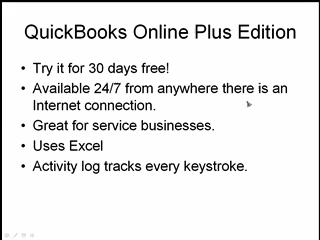 QuickBooks Online Plus Edition
• Try it for 30 days free!
• Available 24/7 from anywhere there is an
Internet connection.
• Great for service businesses.
• Uses Excel
• Activity log tracks every keystroke.